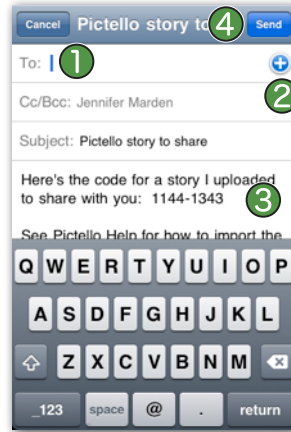 Cancel Pictello story to 4 Send
To: 1
2
Cc/Bcc: Jennifer Marden
Subject: Pictello story to share
Here's the code for a story I uploaded
to share with you: 1144-1343 3
See Pictello Help for how to import the
Q W E R T Y U I O P
A S D F G H J K L
Z X C V B N M
_123 space @ . return